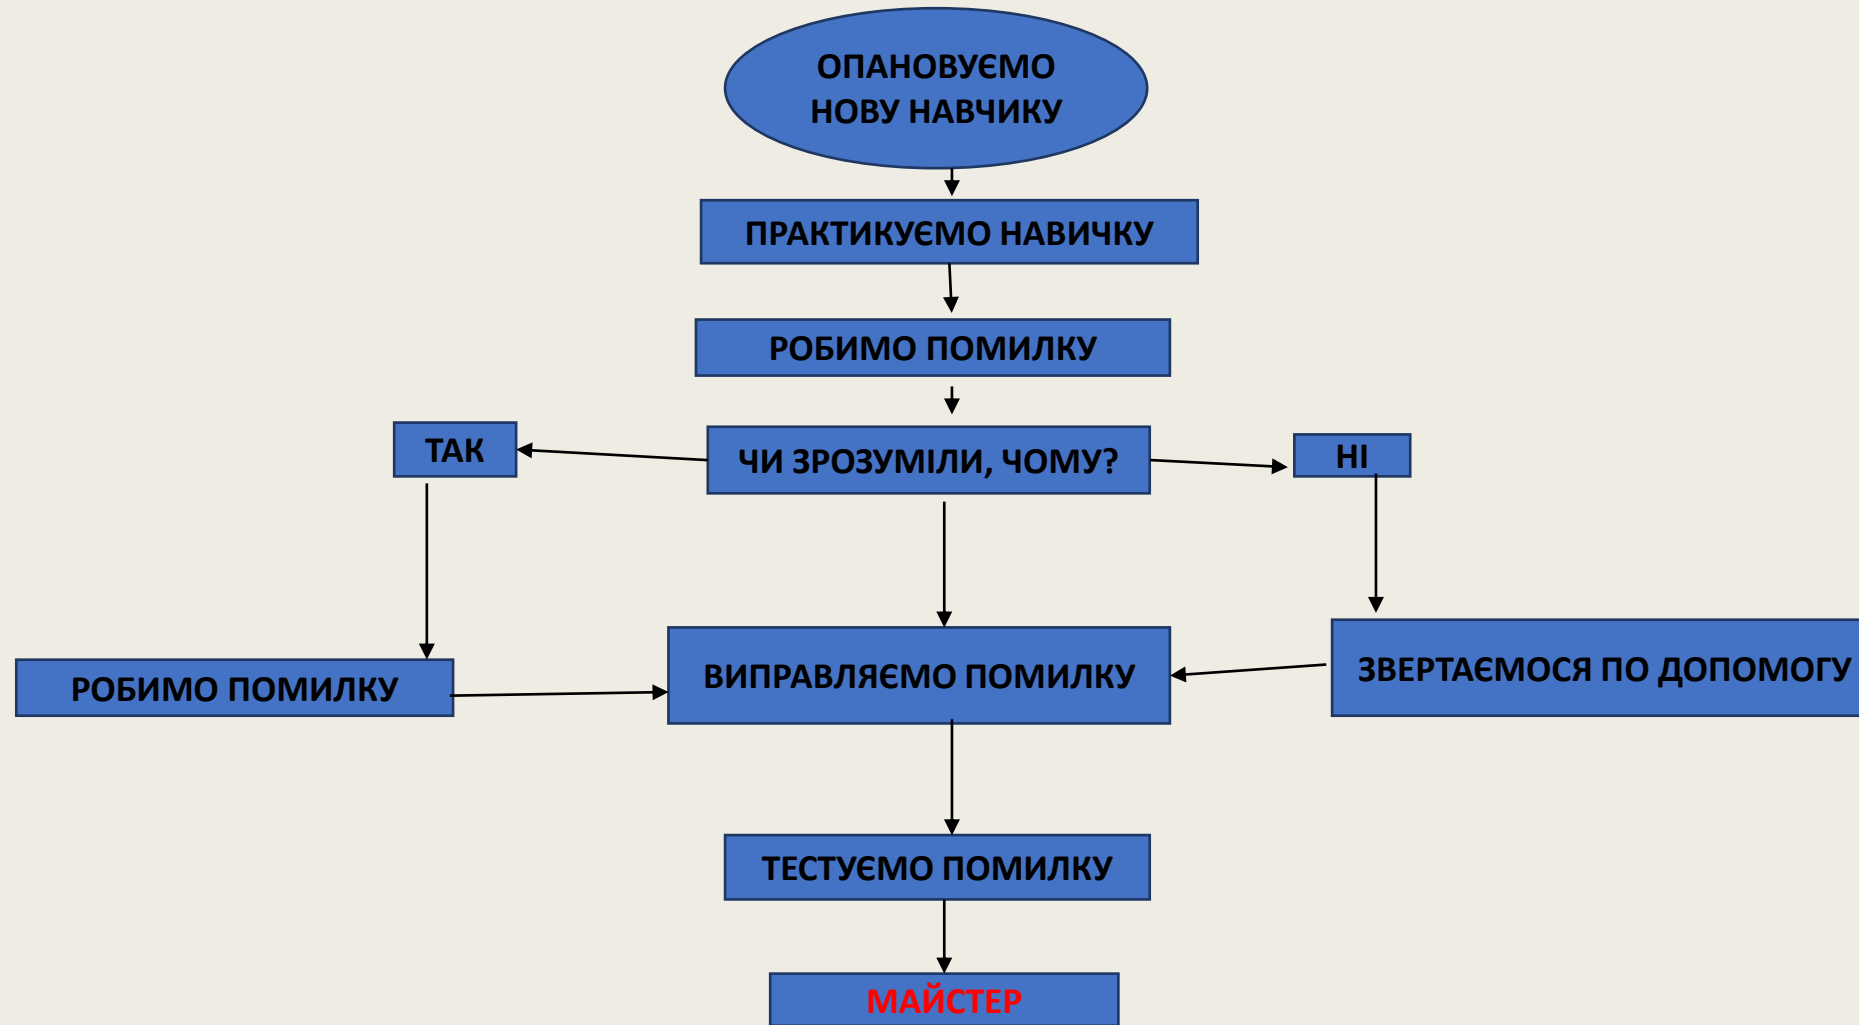 ОПАНОВУЄМО
НОВУ НАВЧИКУ
ПРАКТИКУЄМО НАВИЧКУ
РОБИМО ПОМИЛКУ
ТАК
ЧИ ЗРОЗУМІЛИ, ЧОМУ?
НІ
РОБИМО ПОМИЛКУ
ВИПРАВЛЯЄМО ПОМИЛКУ
ЗВЕРТАЄМОСЯ ПО ДОПОМОГУ
ТЕСТУЄМО ПОМИЛКУ
МАЙСТЕР